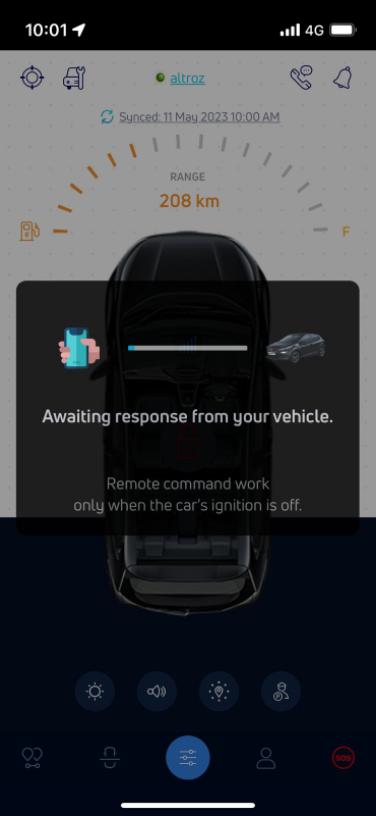 10:01
4G
altroz
Synced: 11 May 2023 10:00 AM
RANGE
208 km
F
Awaiting response from your vehicle.
Remote command work
only when the car's ignition is off.
SOS